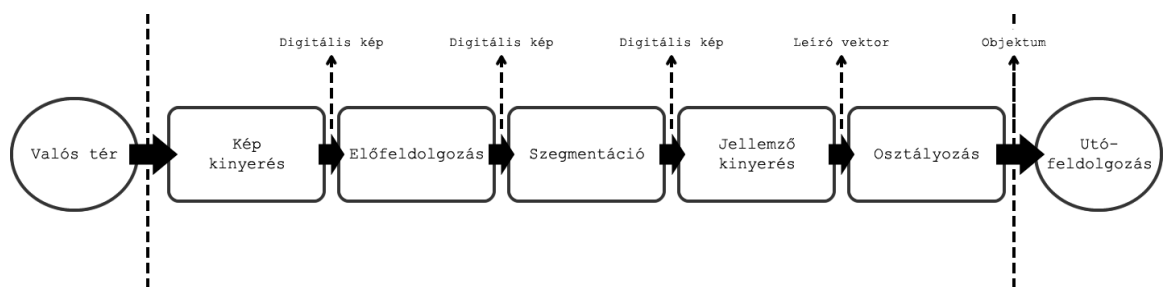 Digitális kép
Digitális kép
Digitális kép
Leíró vektor
Objektum
Valós tér
Kép
kinyerés
Előfeldolgozás
Szegmentáció
Jellemző
kinyerés
Osztályozás
Utó-
feldolgozás